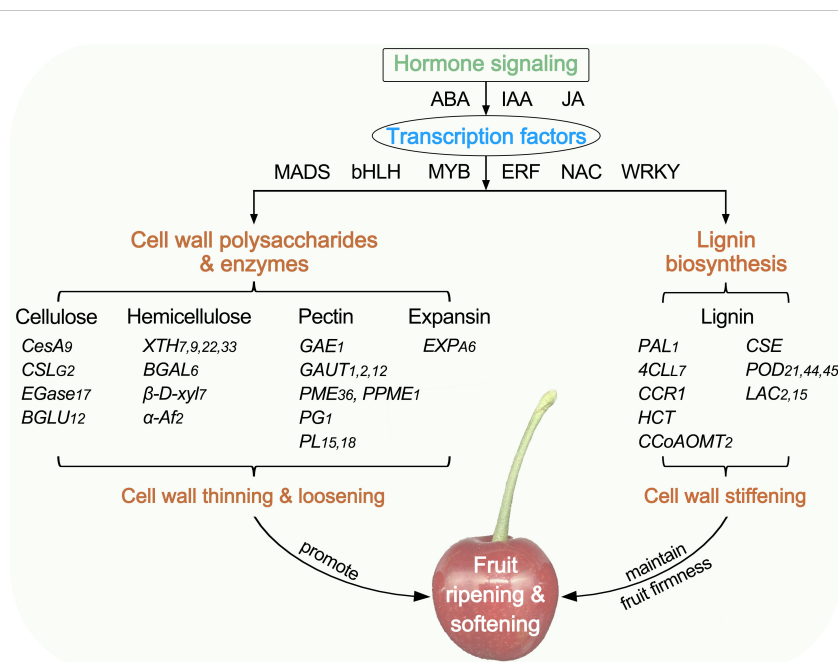 Hormone signaling
ABA IAA JA
Transcription factors
MADS bHLH MYB ERF NAC WRKY
Cell wall polysaccharides
& enzymes
Cellulose
CesA9
CSLG2
EGase17
BGLU12
Hemicellulose
XTH7,9,22,33
BGAL6
β-D-xyl7
α-Af2
Pectin
GAE1
GAUT1,2,12
PME36, PPME1
PG1
PL15,18
Expansin
EXPA6
Cell wall thinning & loosening
promote
Lignin
biosynthesis
Lignin
PAL1
4CLL7
CCR1
HCT
CCoAOMT2
CSE
POD21,44,45
LAC2,15
Cell wall stiffening
maintain
fruit firmness
Fruit
ripening &
softening